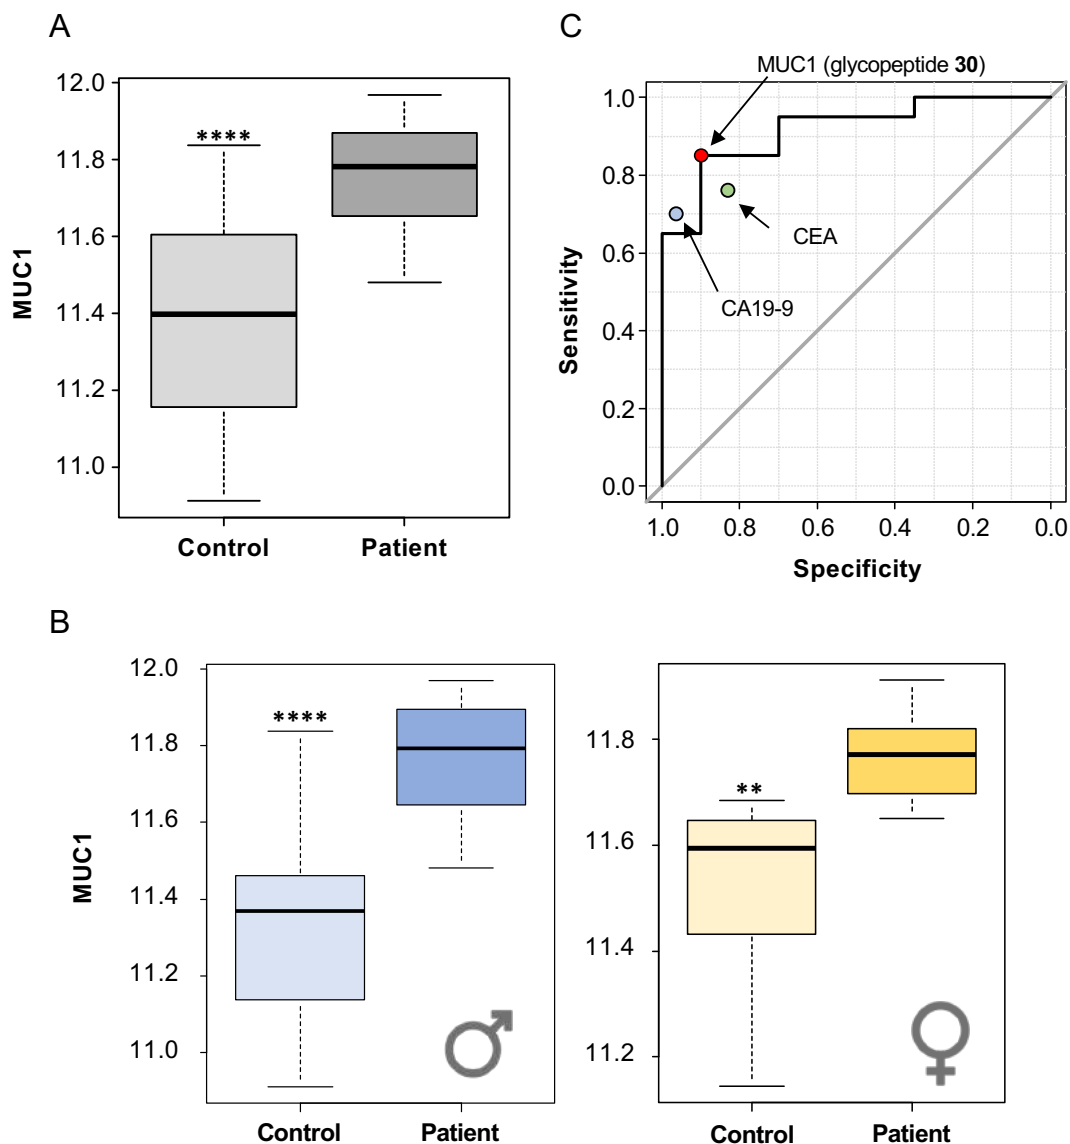 A
MUC1
12.0
11.8
11.6
11.4
11.2
11.0
****
Control
Patient
C
MUC1 (glycopeptide 30)
CEA
CA19-9
Sensitivity
1.0
0.8
0.6
0.4
0.2
0.0
1.0
0.8
0.6
0.4
0.2
0.0
Specificity
B
MUC1
12.0
11.8
11.6
11.4
11.2
11.0
****
Control
Patient
11.8
11.6
11.4
11.2
**
Control
Patient